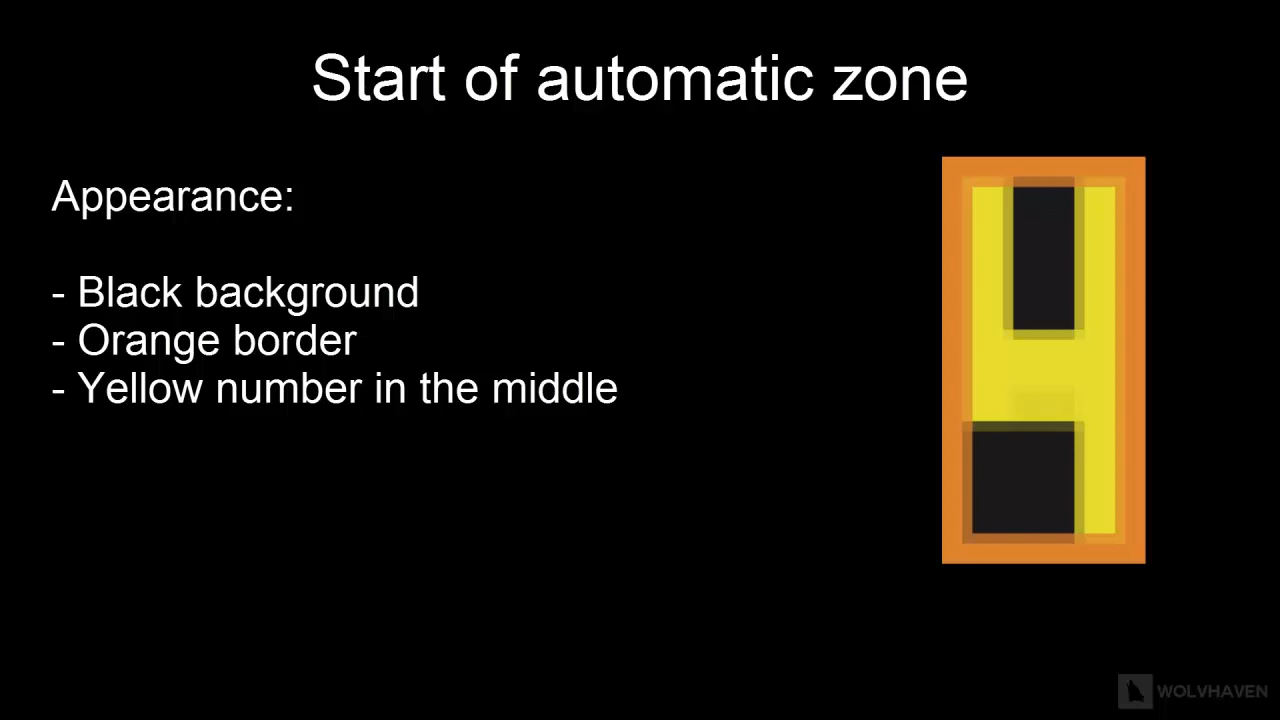 Start of automatic zone
Appearance:
- Black background
- Orange border
- Yellow number in the middle
4
WOLVHAVEN